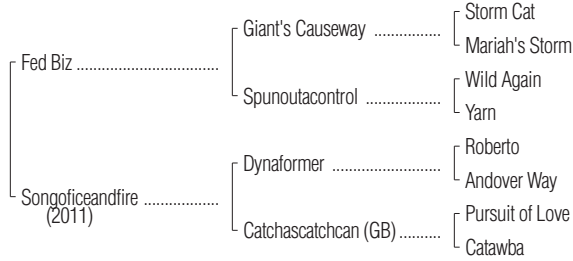 Storm Cat
Giant's Causeway ................
Mariah's Storm
Fed Biz .................................
Wild Again
Spunoutacontrol ...............
Yarn
Roberto
Dynaformer ......................
Andover Way
Songoficeandfire .................
(2011)
Pursuit of Love
Catchascatchcan (GB) ..........
Catawba